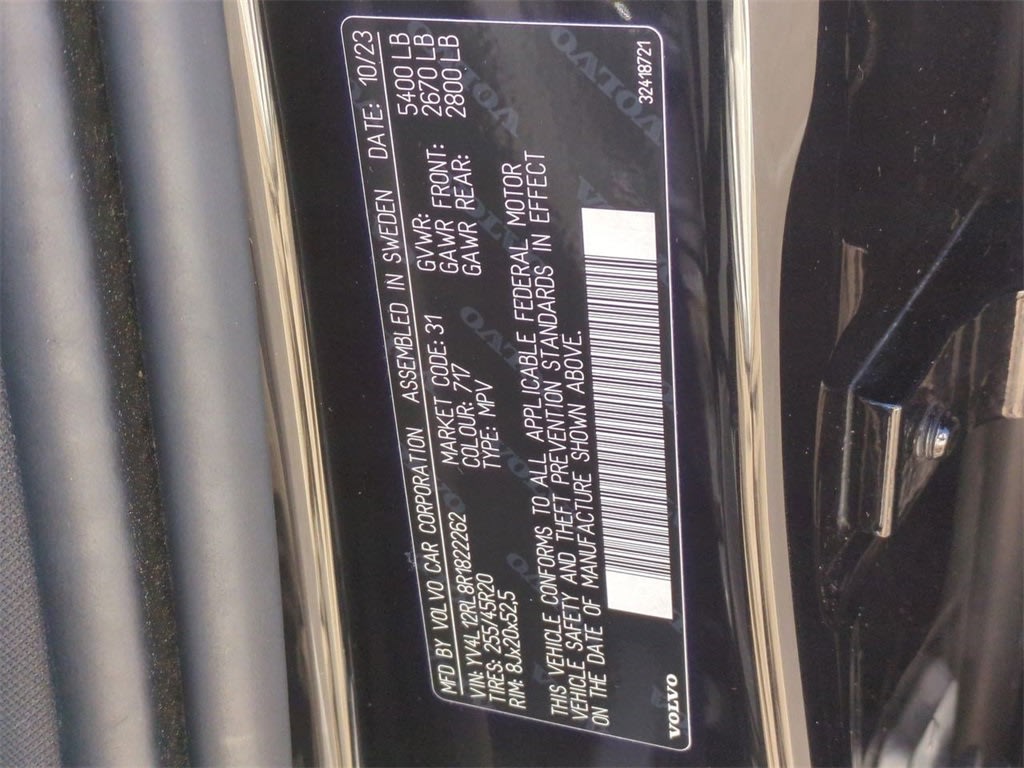 MFD BY VOLVO CAR CORPORATION ASSEMBLED IN SWEDEN DATE: 10/23
VIN: YV4L12RL8R1822262 MARKET CODE: 31 GVWR: 5400 LB
TIRES: 255/45R20 COLOUR: 717 GAWR FRONT: 2670 LB
RIM: 8Jx20x52,5 TYPE: MPV GAWR REAR: 2800 LB
THIS VEHICLE CONFORMS TO ALL APPLICABLE FEDERAL MOTOR
VEHICLE SAFETY AND THEFT PREVENTION STANDARDS IN EFFECT
ON THE DATE OF MANUFACTURE SHOWN ABOVE.
VOLVO 32418721